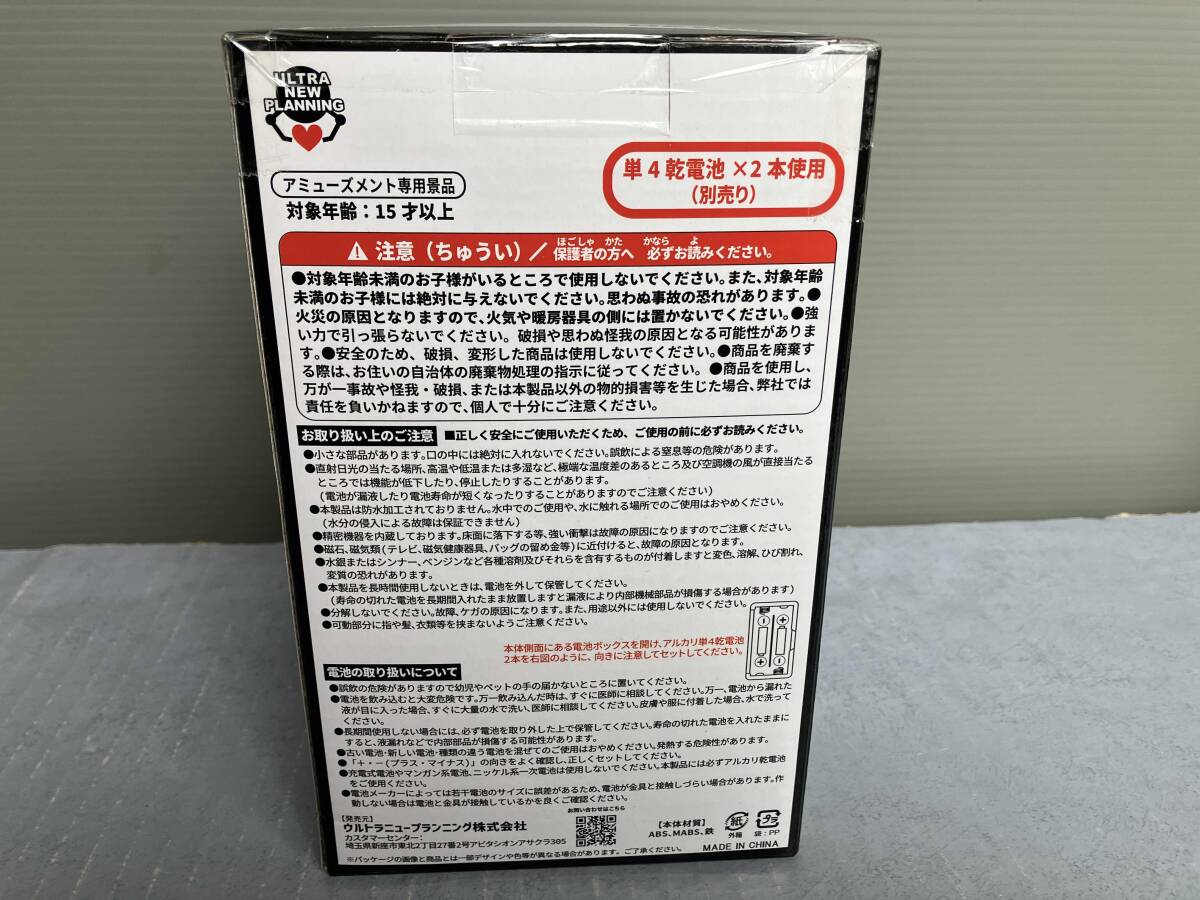 ULTRA
NEW
PLANNING
アミューズメント専用景品
対象年齢：15才以上
単4乾電池×2本使用
（別売り）
注意（ちゅうい）／保護者の方へ 必ずお読みください。
ほごしゃ かた かなら よ
●対象年齢未満のお子様がいるところで使用しないでください。また、対象年齢
未満のお子様には絶対に与えないでください。思わぬ事故の恐れがあります。●
火災の原因となりますので、火気や暖房器具の側には置かないでください。●強
い力で引っ張らないでください。破損や思わぬ怪我の原因となる可能性がありま
す。●安全のため、破損、変形した商品は使用しないでください。●商品を廃棄す
る際は、お住いの自治体の廃棄物処理の指示に従ってください。●商品を使用し、
万が一事故や怪我・破損、または本製品以外の物的損害等を生じた場合、弊社では
責任を負いかねますので、個人で十分にご注意ください。
お取り扱い上のご注意 ■正しく安全にご使用いただくため、ご使用の前に必ずお読みください。
●小さな部品があります。口の中には絶対に入れないでください。誤飲による窒息等の危険があります。
●直射日光の当たる場所、高温や低温または多湿など、極端な温度差のあるところ及び空調機の風が直接当たる
ところでは機能が低下したり、停止したりすることがあります。
（電池が漏液したり電池寿命が短くなったりすることがありますのでご注意ください）
●本製品は防水加工されておりません。水中でのご使用や、水に触れる場所でのご使用はおやめください。
（水分の侵入による故障は保証できません）
●精密機器を内蔵しております。床面に落下する等、強い衝撃は故障の原因になりますのでご注意ください。
●磁石、磁気類（テレビ、磁気健康器具、バッグの留め金等）に近付けると、故障の原因となります。
●水銀またはシンナー、ベンジンなど各種溶剤及びそれらを含有するものが付着しますと変色、溶解、ひび割れ、
変質の恐れがあります。
●本製品を長時間使用しないときは、電池を外して保管してください。
（寿命の切れた電池を長期間入れたまま放置しますと漏液により内部機械部品が損傷する場合があります）
●分解しないでください。故障、ケガの原因になります。また、用途以外には使用しないでください。
●可動部分に指や髪、衣類等を挟まないようご注意ください。
本体側面にある電池ボックスを開け、アルカリ単4乾電池
2本を右図のように、向きに注意してセットしてください。
電池の取り扱いについて
●誤飲の危険がありますので幼児やペットの手の届かないところに置いてください。
●電池を飲み込むと大変危険です。万一飲み込んだ時は、すぐに医師に相談してください。万一、電池から漏れた
液が目に入った場合、すぐに大量の水で洗い、医師に相談してください。皮膚や服に付着した場合、水で洗って
ください。
●長期間使用しない場合には、必ず電池を取り外した上で保管してください。寿命の切れた電池を入れたままに
すると、液漏れなどで内部部品が損傷する可能性があります。
●古い電池・新しい電池・種類の違う電池を混ぜてのご使用はおやめください。発熱する危険性があります。
●「＋・－（プラス・マイナス）」の向きをよく確認し、正しくセットしてください。
●充電式電池やマンガン系電池、ニッケル系一次電池は使用しないでください。本製品には必ずアルカリ乾電池
をご使用ください。
●電池メーカーによっては若干電池のサイズに誤差があるため、電池が金具と接触しづらい場合があります。作
動しない場合は電池と金具が接触しているかを良くご確認ください。
お問い合わせはこちら
【発売元】
ウルトラニュープランニング株式会社
カスタマーセンター：
埼玉県新座市東北2丁目27番2号アピタシオンアサクラ305
【本体材質】
ABS、MABS、鉄
紙
外箱
プラ
袋：PP
MADE IN CHINA
※パッケージの画像と商品とは一部デザインや色等が異なる場合があります。ご了承ください。